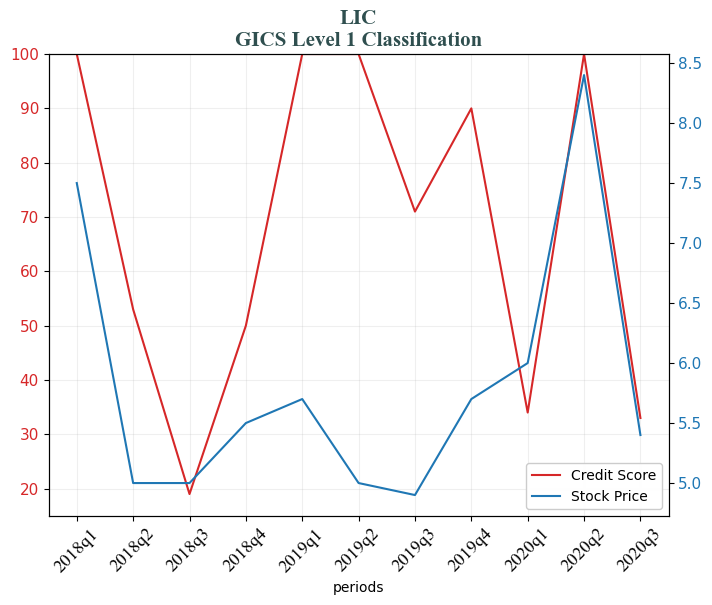 LIC
GICS Level 1 Classification
100
90
80
70
60
50
40
30
20
8.5
8.0
7.5
7.0
6.5
6.0
5.5
5.0
Credit Score
Stock Price
2018q1
2018q2
2018q3
2018q4
2019q1
2019q2
2019q3
2019q4
2020q1
2020q2
2020q3
periods